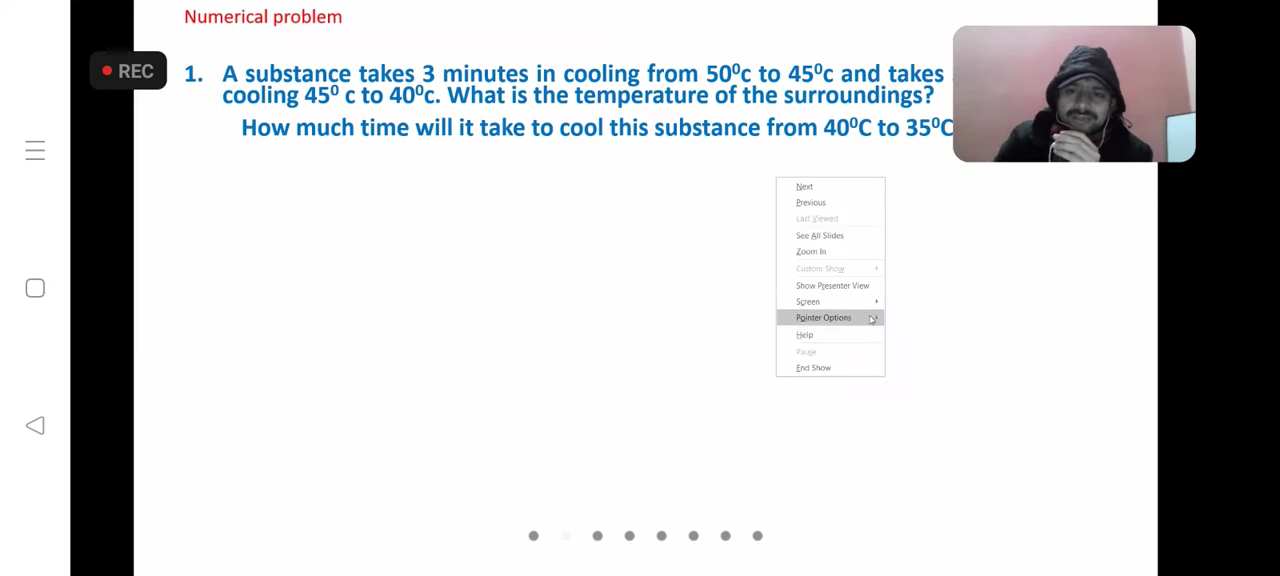 Numerical problem
REC
1. A substance takes 3 minutes in cooling from 50⁰c to 45⁰c and takes
cooling 45⁰ c to 40⁰c. What is the temperature of the surroundings?
How much time will it take to cool this substance from 40⁰C to 35⁰C
Next
Previous
Last Viewed
See All Slides
Zoom In
Custom Show
Show Presenter View
Screen
Pointer Options
Help
Pause
End Show